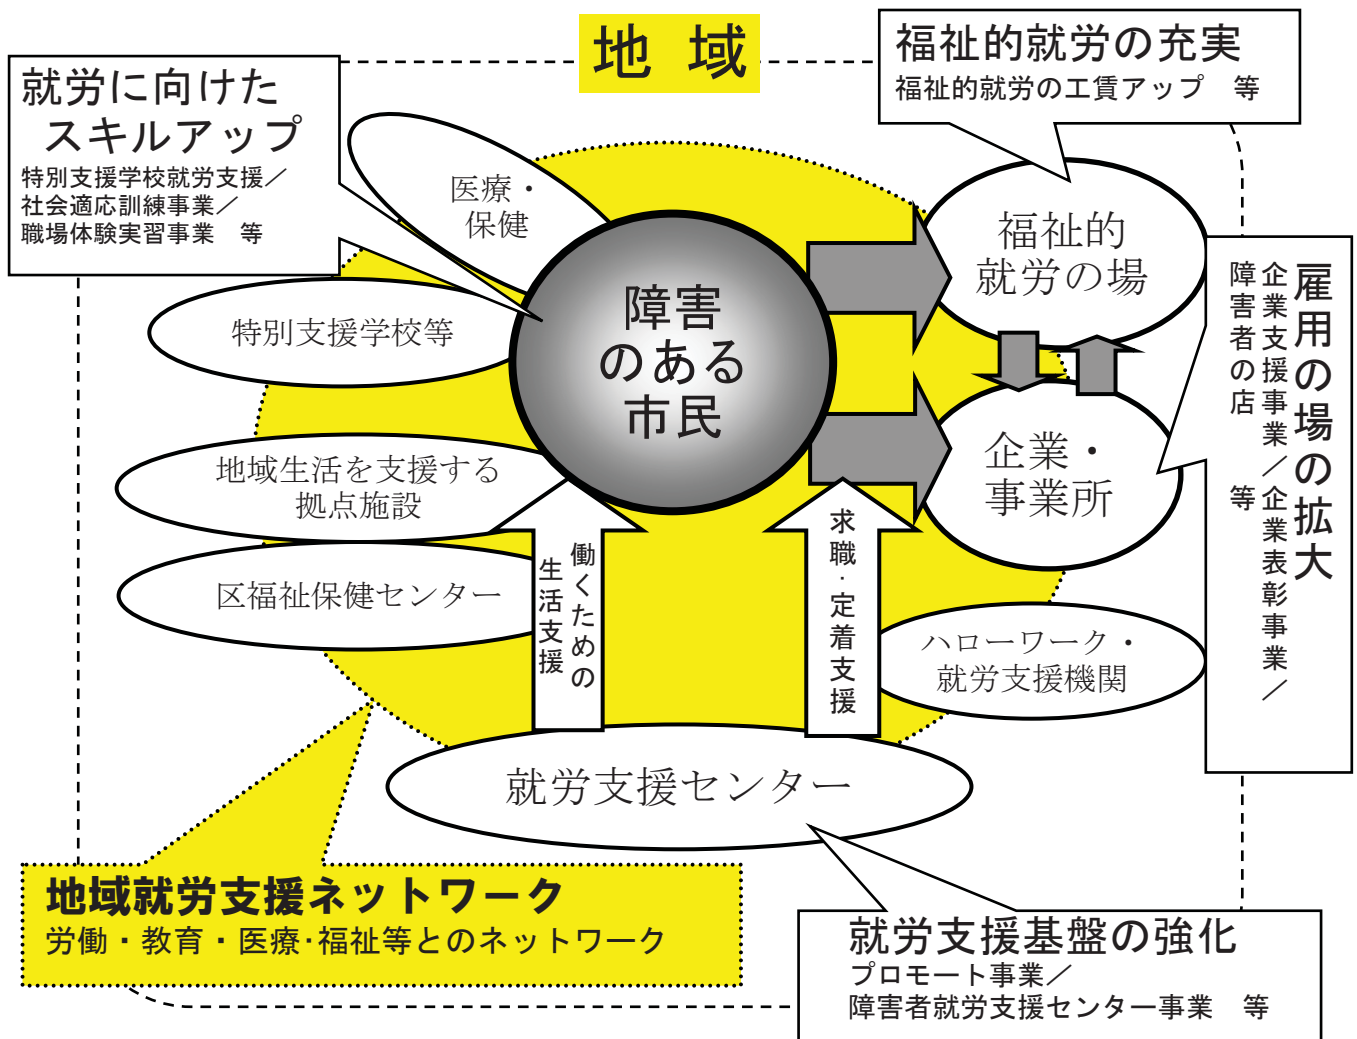 地 域
福祉的就労の充実
福祉的就労の工賃アップ　等
就労に向けた
スキルアップ
特別支援学校就労支援／
社会適応訓練事業／
職場体験実習事業　等
医療・
保健
特別支援学校等
地域生活を支援する
拠点施設
区福祉保健センター
障害
のある
市民
福祉的
就労の場
企業・
事業所
雇用の場の拡大
企業支援事業／企業表彰事業／
障害者の店　等
働くための
生活支援
求職・定着支援
ハローワーク・
就労支援機関
就労支援センター
地域就労支援ネットワーク
労働・教育・医療・福祉等とのネットワーク
就労支援基盤の強化
プロモート事業／
障害者就労支援センター事業　等